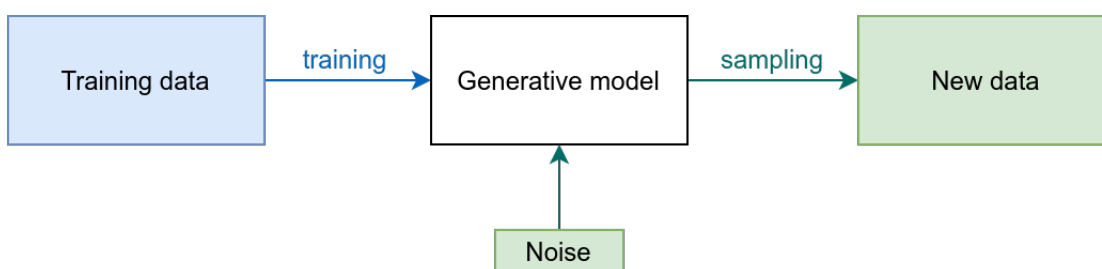 Training data
training
Generative model
sampling
New data
Noise